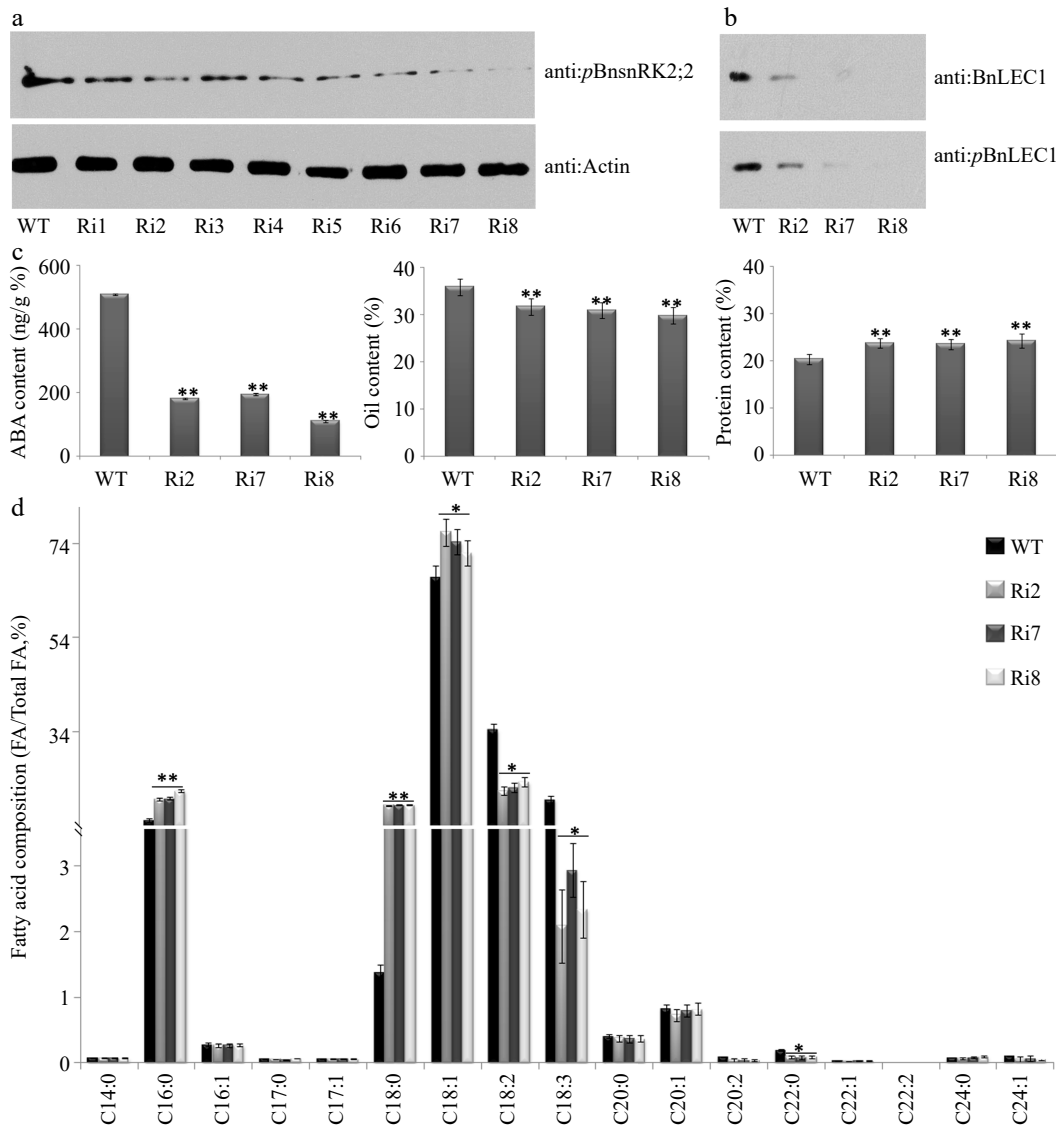 a
anti:pBnsnRK2;2
anti:Actin
WT Ri1 Ri2 Ri3 Ri4 Ri5 Ri6 Ri7 Ri8
b
anti:BnLEC1
anti:pBnLEC1
WT Ri2 Ri7 Ri8
c
ABA content (ng/g %)
600
400
200
0
**
**
**
WT Ri2 Ri7 Ri8
Oil content (%)
40
30
20
10
0
**
**
**
WT Ri2 Ri7 Ri8
Protein content (%)
40
30
20
10
0
**
**
**
WT Ri2 Ri7 Ri8
d
Fatty acid composition (FA/Total FA,%)
74
54
34
3
2
1
0
**
**
*
*
*
*
WT
Ri2
Ri7
Ri8
C14:0
C16:0
C16:1
C17:0
C17:1
C18:0
C18:1
C18:2
C18:3
C20:0
C20:1
C20:2
C22:0
C22:1
C22:2
C24:0
C24:1